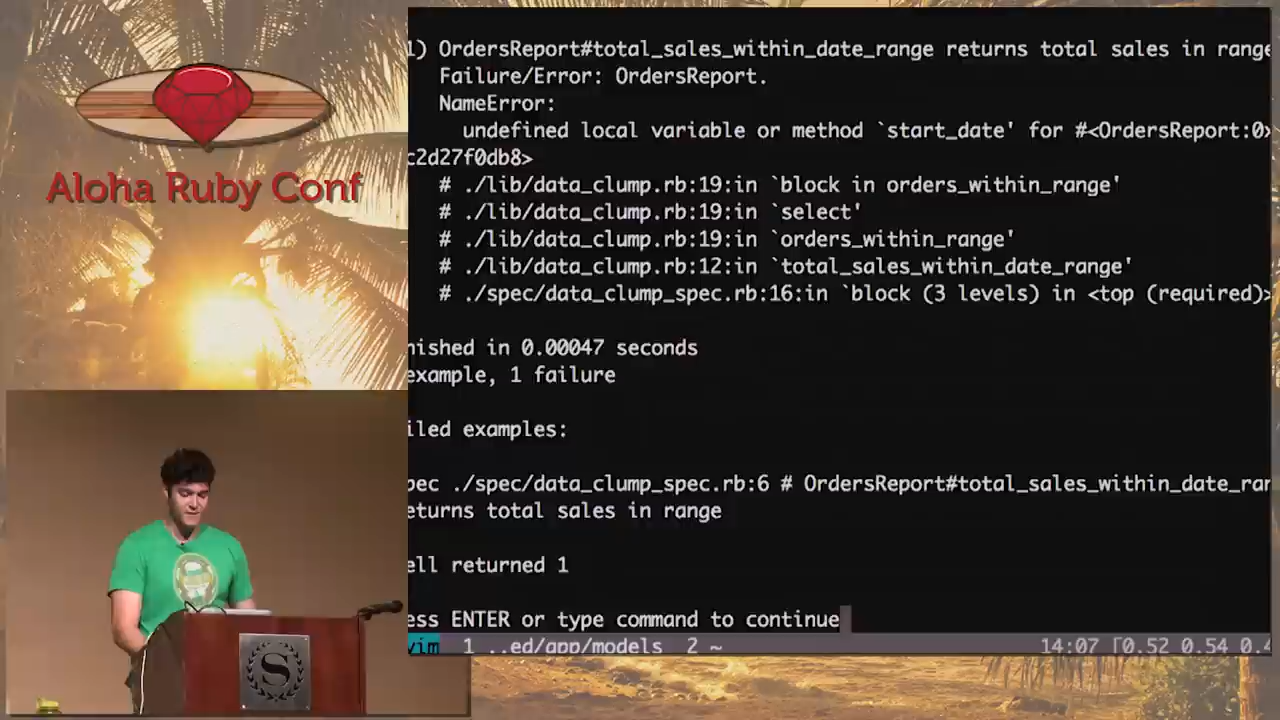 Aloha Ruby Conf
1) OrdersReport#total_sales_within_date_range returns total sales in range
Failure/Error: OrdersReport.
NameError:
undefined local variable or method `start_date' for #<OrdersReport:0x
c2d27f0db8>
# ./lib/data_clump.rb:19:in `block in orders_within_range'
# ./lib/data_clump.rb:19:in `select'
# ./lib/data_clump.rb:19:in `orders_within_range'
# ./lib/data_clump.rb:12:in `total_sales_within_date_range'
# ./spec/data_clump_spec.rb:16:in `block (3 levels) in <top (required)>
nished in 0.00047 seconds
example, 1 failure
iled examples:
pec ./spec/data_clump_spec.rb:6 # OrdersReport#total_sales_within_date_ran
eturns total sales in range
ell returned 1
ess ENTER or type command to continue
vim 1 ..ed/app/models 2 ~ 14:07 [0.52 0.54 0.4
S